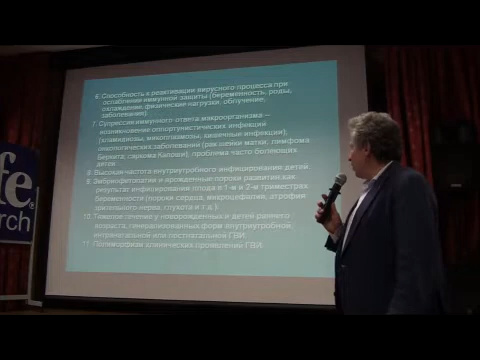 6. Способность к реактивации вирусного процесса при
ослаблении иммунной защиты (беременность, роды,
охлаждение, физические нагрузки, облучение,
заболевания).
7. Супрессия иммунного ответа макроорганизма –
возникновение оппортунистических инфекций
(хламидиозы, микоплазмозы, кишечные инфекции),
онкологических заболеваний (рак шейки матки, лимфома
Беркита, саркома Капоши), проблема часто болеющих
детей.
8. Высокая частота внутриутробного инфицирования детей.
9. Эмбриофетопатии и врожденные пороки развития как
результат инфицирования плода в 1-м и 2-м триместрах
беременности (пороки сердца, микроцефалия, атрофия
зрительного нерва, глухота и т.д.).
10. Тяжелое течение у новорожденных и детей раннего
возраста, генерализованных форм внутриутробной,
интранатальной или постнатальной ГВИ.
11. Полиморфизм клинических проявлений ГВИ.
fe®
rch